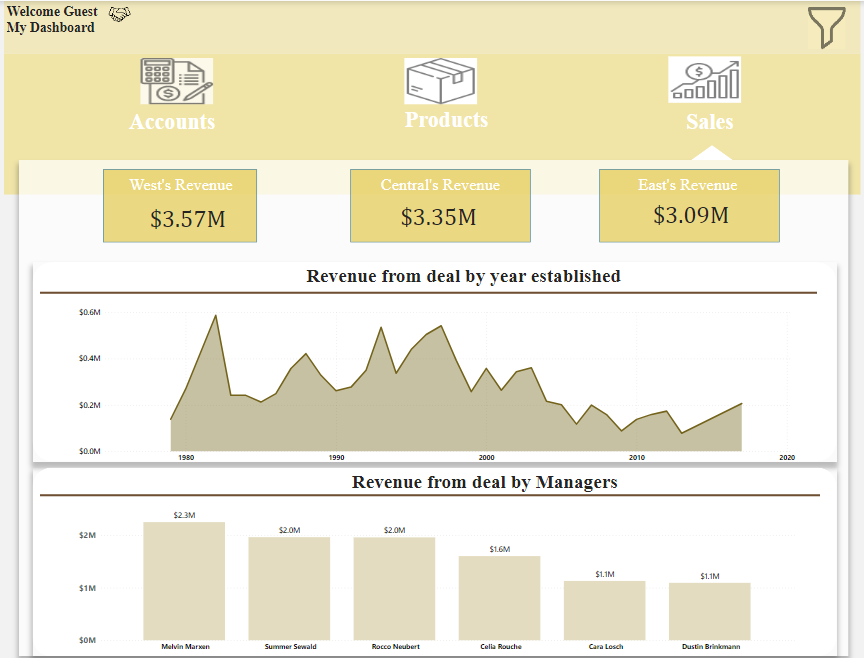 Welcome Guest
My Dashboard
Accounts
Products
Sales
West's Revenue
$3.57M
Central's Revenue
$3.35M
East's Revenue
$3.09M
Revenue from deal by year established
$0.6M
$0.4M
$0.2M
$0.0M
1980 1990 2000 2010 2020
Revenue from deal by Managers
$2M
$1M
$0M
$2.3M $2.0M $2.0M $1.6M $1.1M $1.1M
Melvin Marxen Summer Sewald Rocco Neubert Celia Rouche Cara Losch Dustin Brinkmann